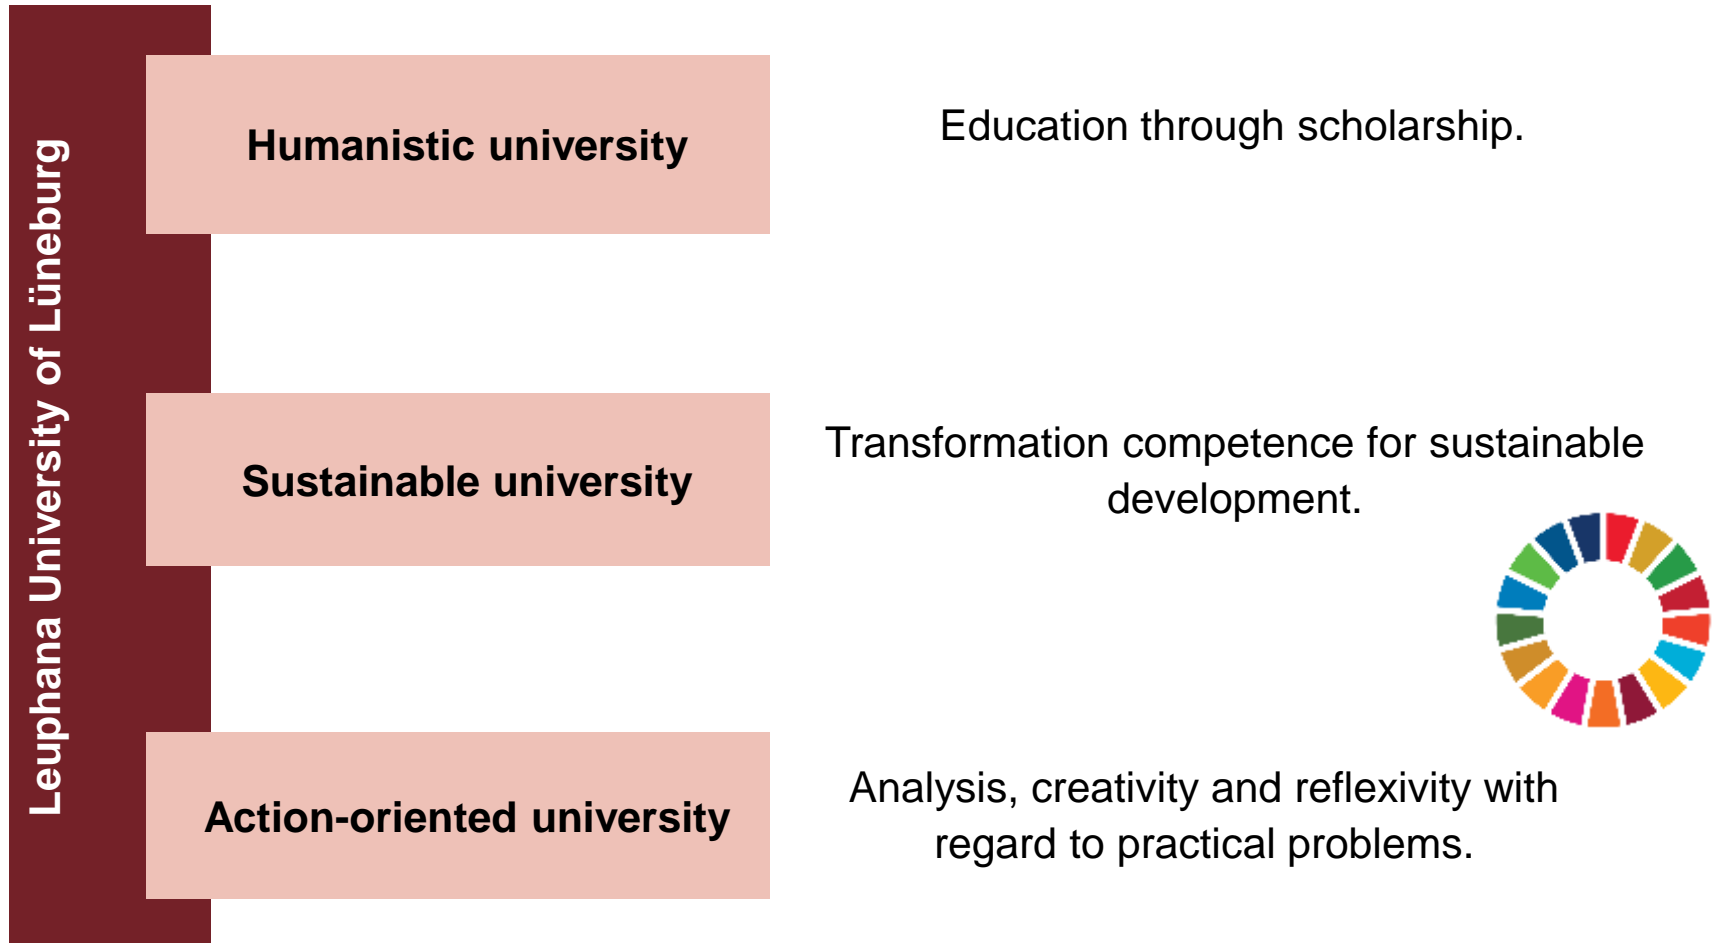 Leuphana University of Lüneburg
Humanistic university
Education through scholarship.
Sustainable university
Transformation competence for sustainable
development.
Action-oriented university
Analysis, creativity and reflexivity with
regard to practical problems.